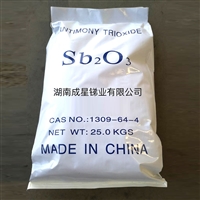 ANTIMONY TRIOXIDE
Sb₂O₃
湖南成星锑业有限公司
CAS NO.:1309-64-4
NET WT: 25.0 KGS
MADE IN CHINA